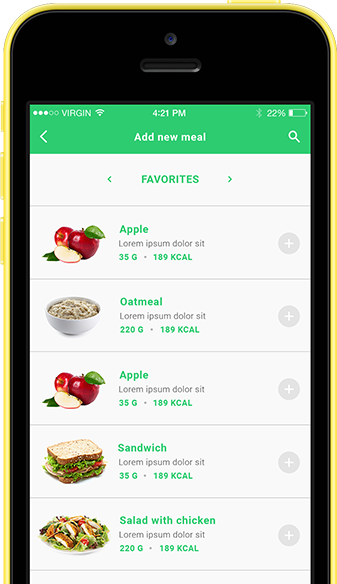 VIRGIN 4:21 PM 22%
Add new meal
FAVORITES
Apple
Lorem ipsum dolor sit
35 G • 189 KCAL
Oatmeal
Lorem ipsum dolor sit
220 G • 189 KCAL
Apple
Lorem ipsum dolor sit
35 G • 189 KCAL
Sandwich
Lorem ipsum dolor sit
35 G • 189 KCAL
Salad with chicken
Lorem ipsum dolor sit
220 G • 189 KCAL